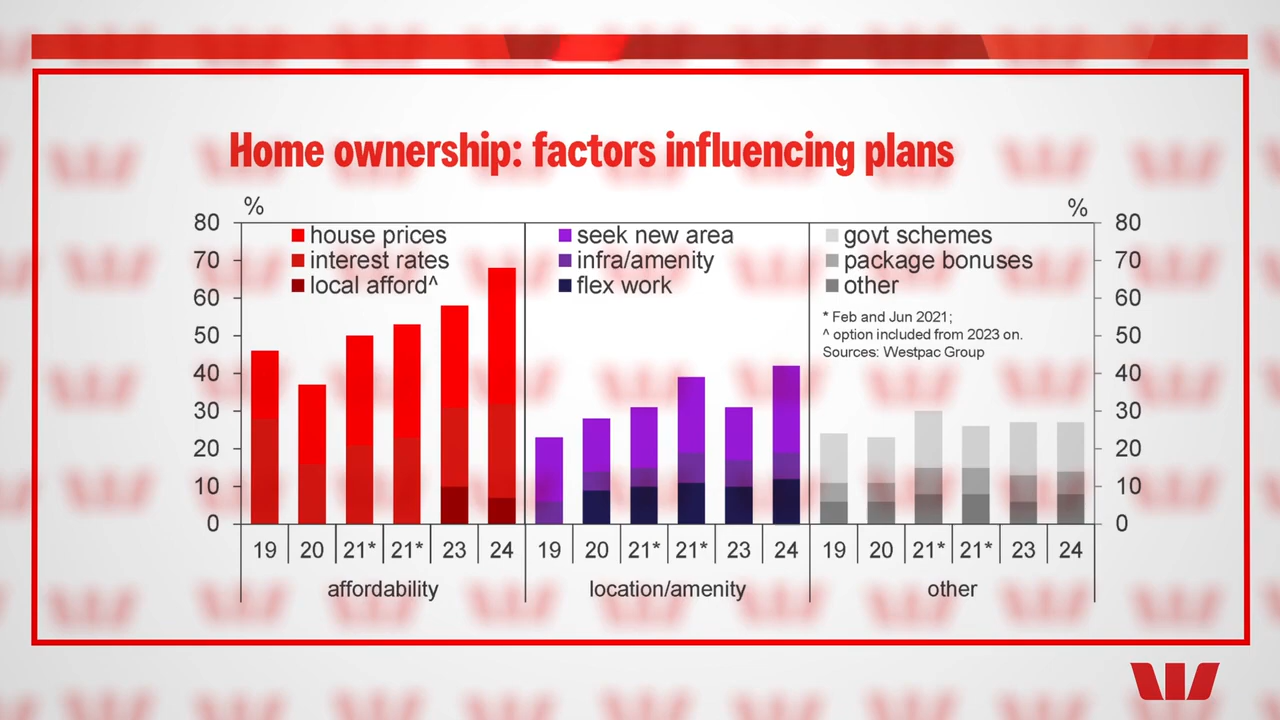 Home ownership: factors influencing plans
% %
80 house prices seek new area govt schemes 80
70 interest rates infra/amenity package bonuses 70
local afford^ flex work other
60 60
* Feb and Jun 2021;
^ option included from 2023 on.
50 50
Sources: Westpac Group
40 40
30 30
20 20
10 10
0 0
19 20 21* 21* 23 24 19 20 21* 21* 23 24 19 20 21* 21* 23 24
affordability location/amenity other